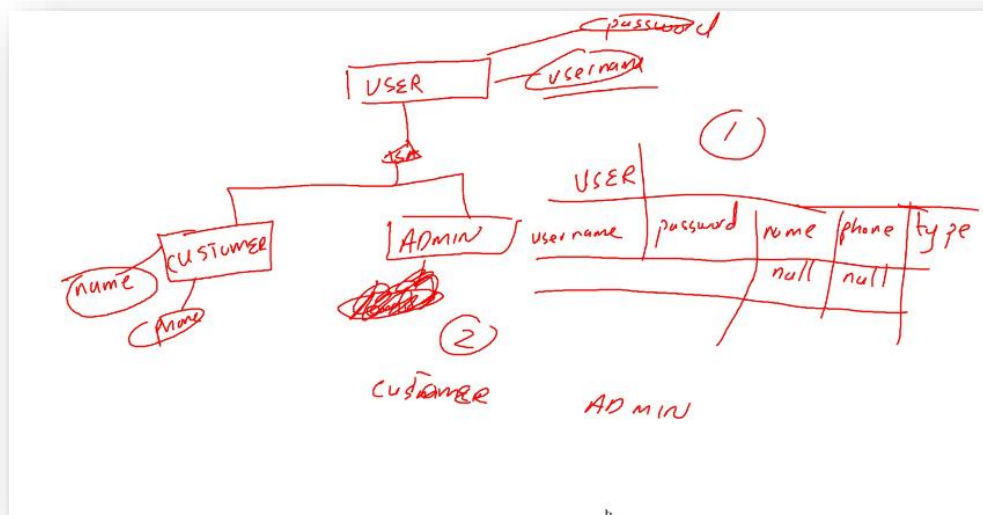 password
username
USER
ISA
1
USER
CUSTOMER
ADMIN
username password name phone type
null null
name
phone
2
CUSTOMER ADMIN